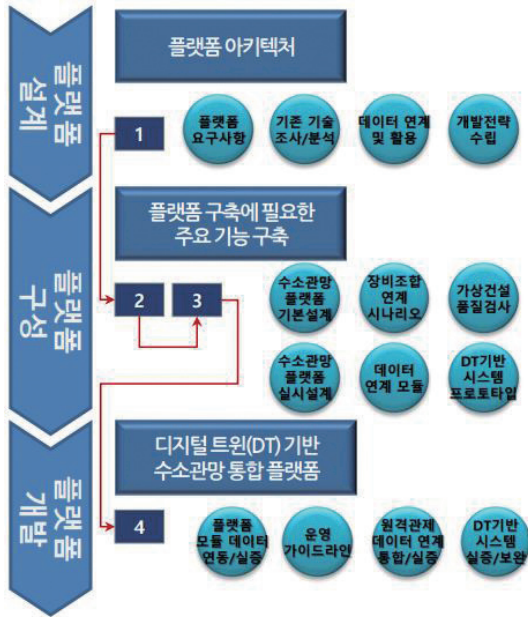 플랫폼
설계
플랫폼 아키텍처
1
플랫폼
요구사항
기존 기술
조사/분석
데이터 연계
및 활용
개발전략
수립
플랫폼
구성
플랫폼 구축에 필요한
주요 기능 구축
2
3
수소관망
플랫폼
기본설계
장비조합
연계
시나리오
가상건설
품질검사
수소관망
플랫폼
실시설계
데이터
연계 모듈
DT기반
시스템
프로토타입
플랫폼
개발
디지털 트윈(DT) 기반
수소관망 통합 플랫폼
4
플랫폼
모듈 데이터
연동/실증
운영
가이드라인
원격관제
데이터 연계
통합/실증
DT기반
시스템
실증/보완